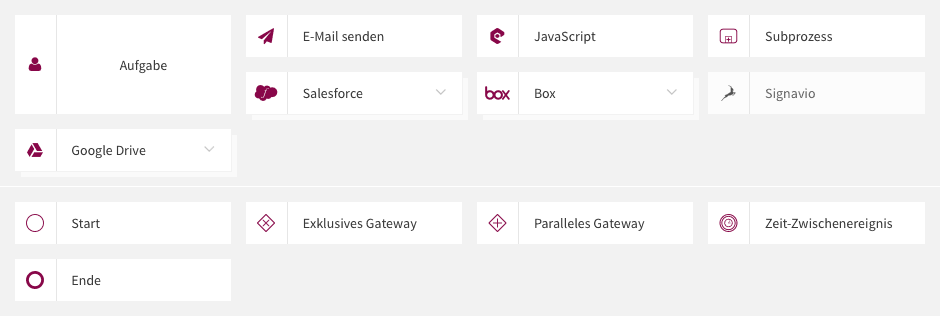 Aufgabe
E-Mail senden
JavaScript
Subprozess
Salesforce
box Box
Signavio
Google Drive
Start
Exklusives Gateway
Paralleles Gateway
Zeit-Zwischenereignis
Ende